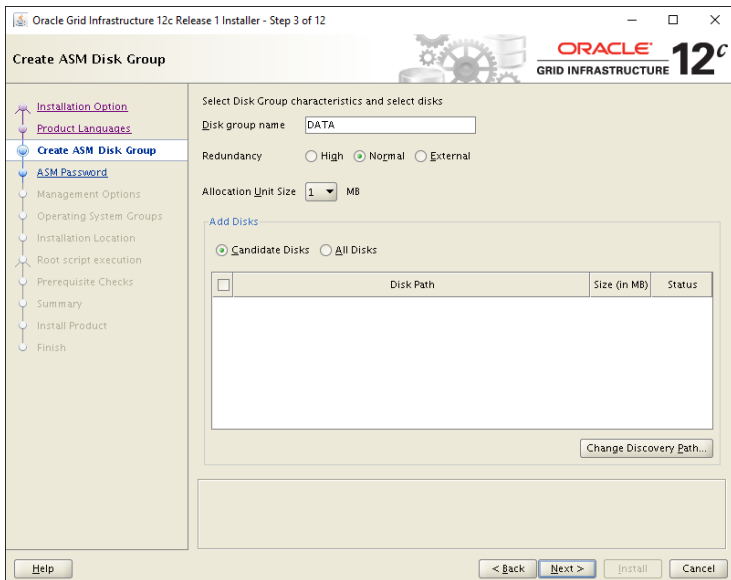 Oracle Grid Infrastructure 12c Release 1 Installer - Step 3 of 12
Create ASM Disk Group
ORACLE®
GRID INFRASTRUCTURE
12c
Installation Option
Product Languages
Create ASM Disk Group
ASM Password
Management Options
Operating System Groups
Installation Location
Root script execution
Prerequisite Checks
Summary
Install Product
Finish
Select Disk Group characteristics and select disks
Disk group name DATA
Redundancy High Normal External
Allocation Unit Size 1 MB
Add Disks
Candidate Disks All Disks
Disk Path Size (in MB) Status
Change Discovery Path...
Help < Back Next > Install Cancel